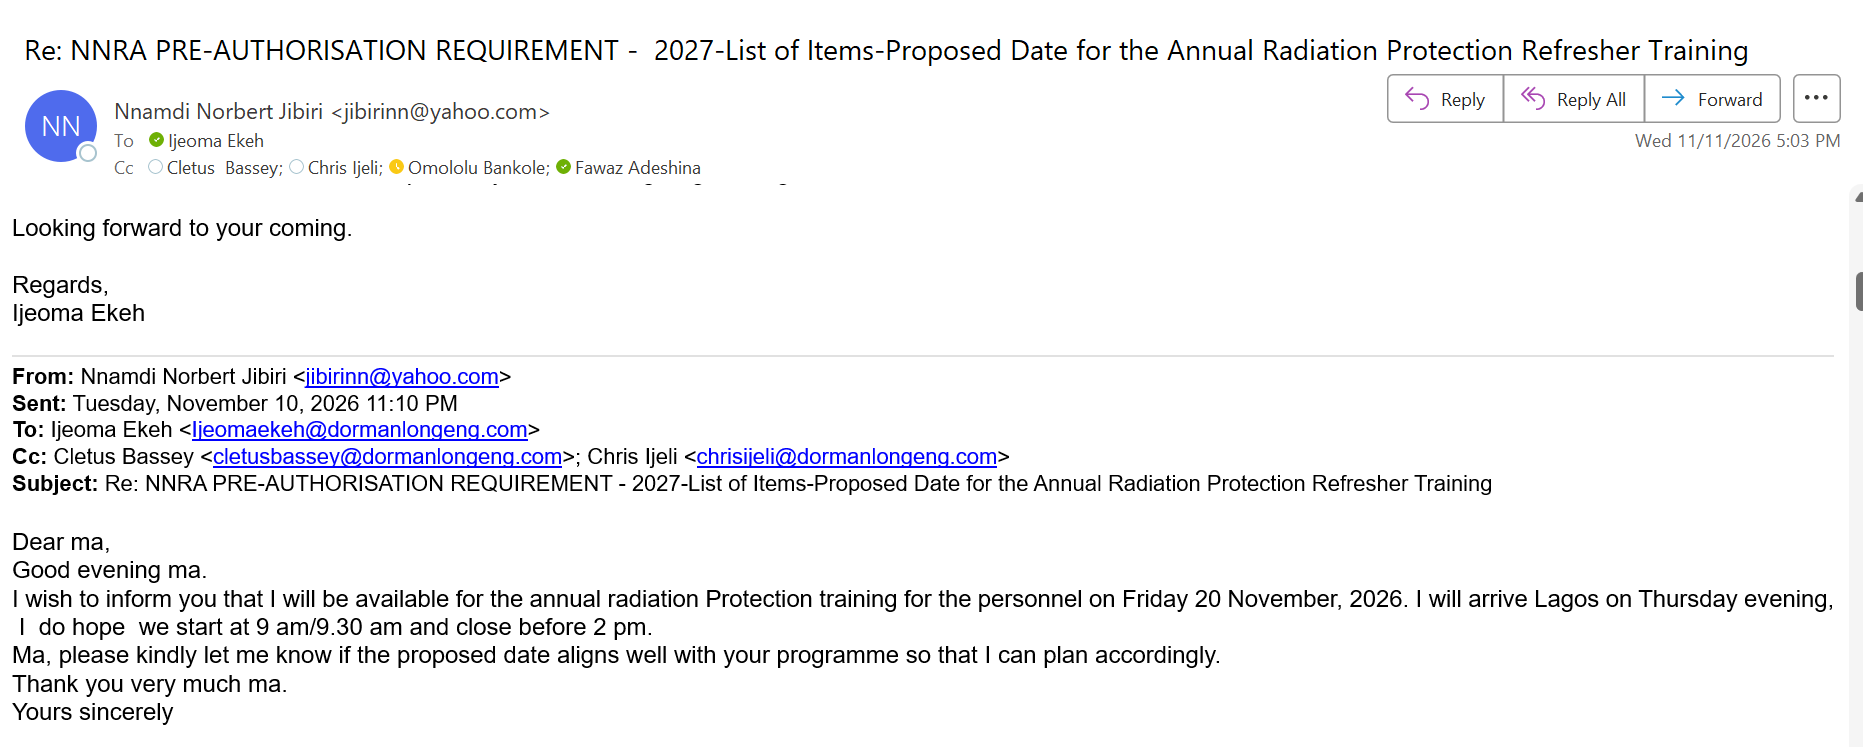 Re: NNRA PRE-AUTHORISATION REQUIREMENT -  2027-List of Items-Proposed Date for the Annual Radiation Protection Refresher Training
NN
Nnamdi Norbert Jibiri <jibirinn@yahoo.com>
Reply
Reply All
Forward
To Ijeoma Ekeh
Wed 11/11/2026 5:03 PM
Cc Cletus  Bassey; Chris Ijeli; Omololu Bankole; Fawaz Adeshina
Looking forward to your coming.
Regards,
Ijeoma Ekeh
From: Nnamdi Norbert Jibiri <jibirinn@yahoo.com>
Sent: Tuesday, November 10, 2026 11:10 PM
To: Ijeoma Ekeh <Ijeomaekeh@dormanlongeng.com>
Cc: Cletus Bassey <cletusbassey@dormanlongeng.com>; Chris Ijeli <chrisijeli@dormanlongeng.com>
Subject: Re: NNRA PRE-AUTHORISATION REQUIREMENT - 2027-List of Items-Proposed Date for the Annual Radiation Protection Refresher Training
Dear ma,
Good evening ma.
I wish to inform you that I will be available for the annual radiation Protection training for the personnel on Friday 20 November, 2026. I will arrive Lagos on Thursday evening,
I  do hope  we start at 9 am/9.30 am and close before 2 pm.
Ma, please kindly let me know if the proposed date aligns well with your programme so that I can plan accordingly.
Thank you very much ma.
Yours sincerely